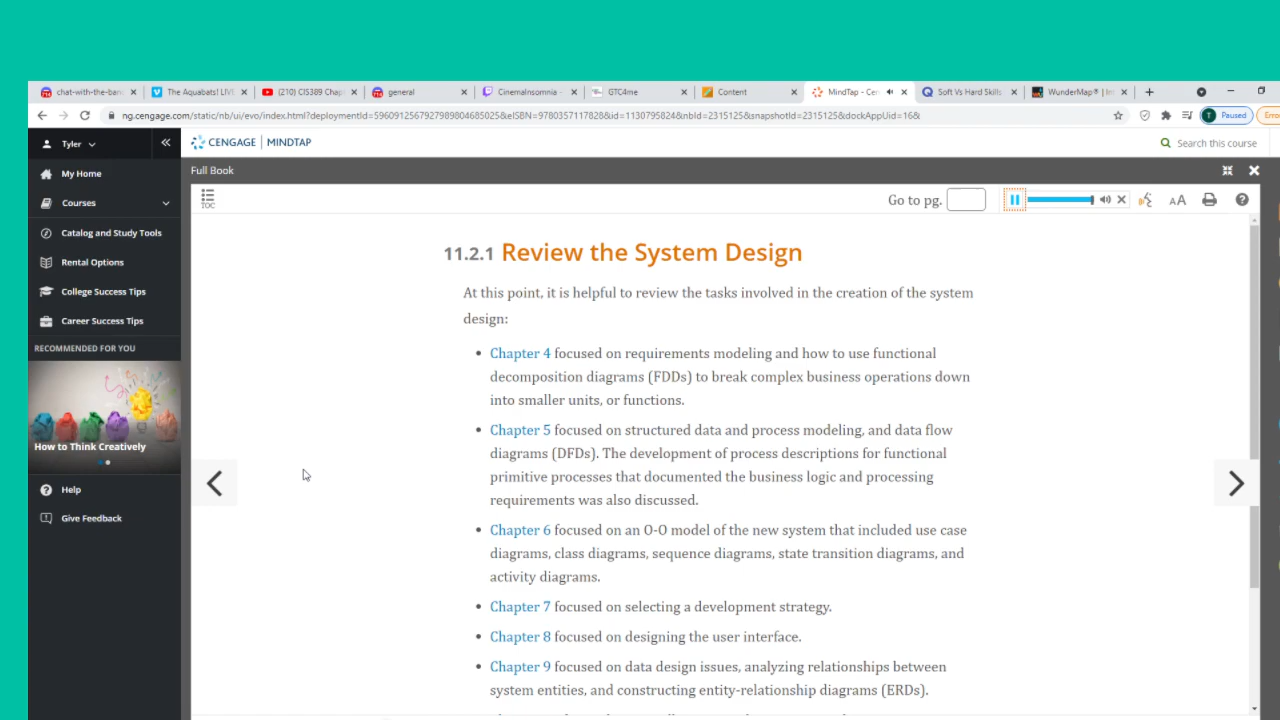 chat-with-the-ban
The Aquabats! LIVE!
(210) CIS389 Chap
general
CinemaInsomnia -
GTC4me
Content
MindTap - Cen
Soft Vs Hard Skills
WunderMap® | In
ng.cengage.com/static/nb/ui/evo/index.html?deploymentId=5960912567927989804685025&eISBN=9780357117828&id=1130795824&nbId=2315125&snapshotId=2315125&dockAppUid=16&
T Paused
Error
Tyler
CENGAGE | MINDTAP
Search this course
My Home
Full Book
Courses
TOC
Go to pg.
AA
Catalog and Study Tools
Rental Options
College Success Tips
Career Success Tips
RECOMMENDED FOR YOU
How to Think Creatively
Help
Give Feedback
11.2.1 Review the System Design
At this point, it is helpful to review the tasks involved in the creation of the system
design:
• Chapter 4 focused on requirements modeling and how to use functional
decomposition diagrams (FDDs) to break complex business operations down
into smaller units, or functions.
• Chapter 5 focused on structured data and process modeling, and data flow
diagrams (DFDs). The development of process descriptions for functional
primitive processes that documented the business logic and processing
requirements was also discussed.
• Chapter 6 focused on an O-O model of the new system that included use case
diagrams, class diagrams, sequence diagrams, state transition diagrams, and
activity diagrams.
• Chapter 7 focused on selecting a development strategy.
• Chapter 8 focused on designing the user interface.
• Chapter 9 focused on data design issues, analyzing relationships between
system entities, and constructing entity-relationship diagrams (ERDs).